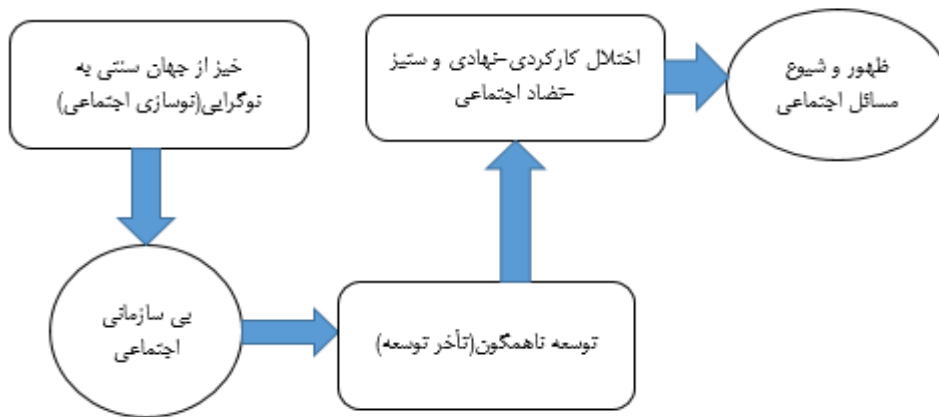 خیز از جهان سنتی به
نوگرایی(نوسازی اجتماعی)
بی سازمانی
اجتماعی
توسعه ناهمگون(تأخر توسعه)
اختلال کارکردی-نهادی و ستیز
-تضاد اجتماعی
ظهور و شیوع
مسائل اجتماعی